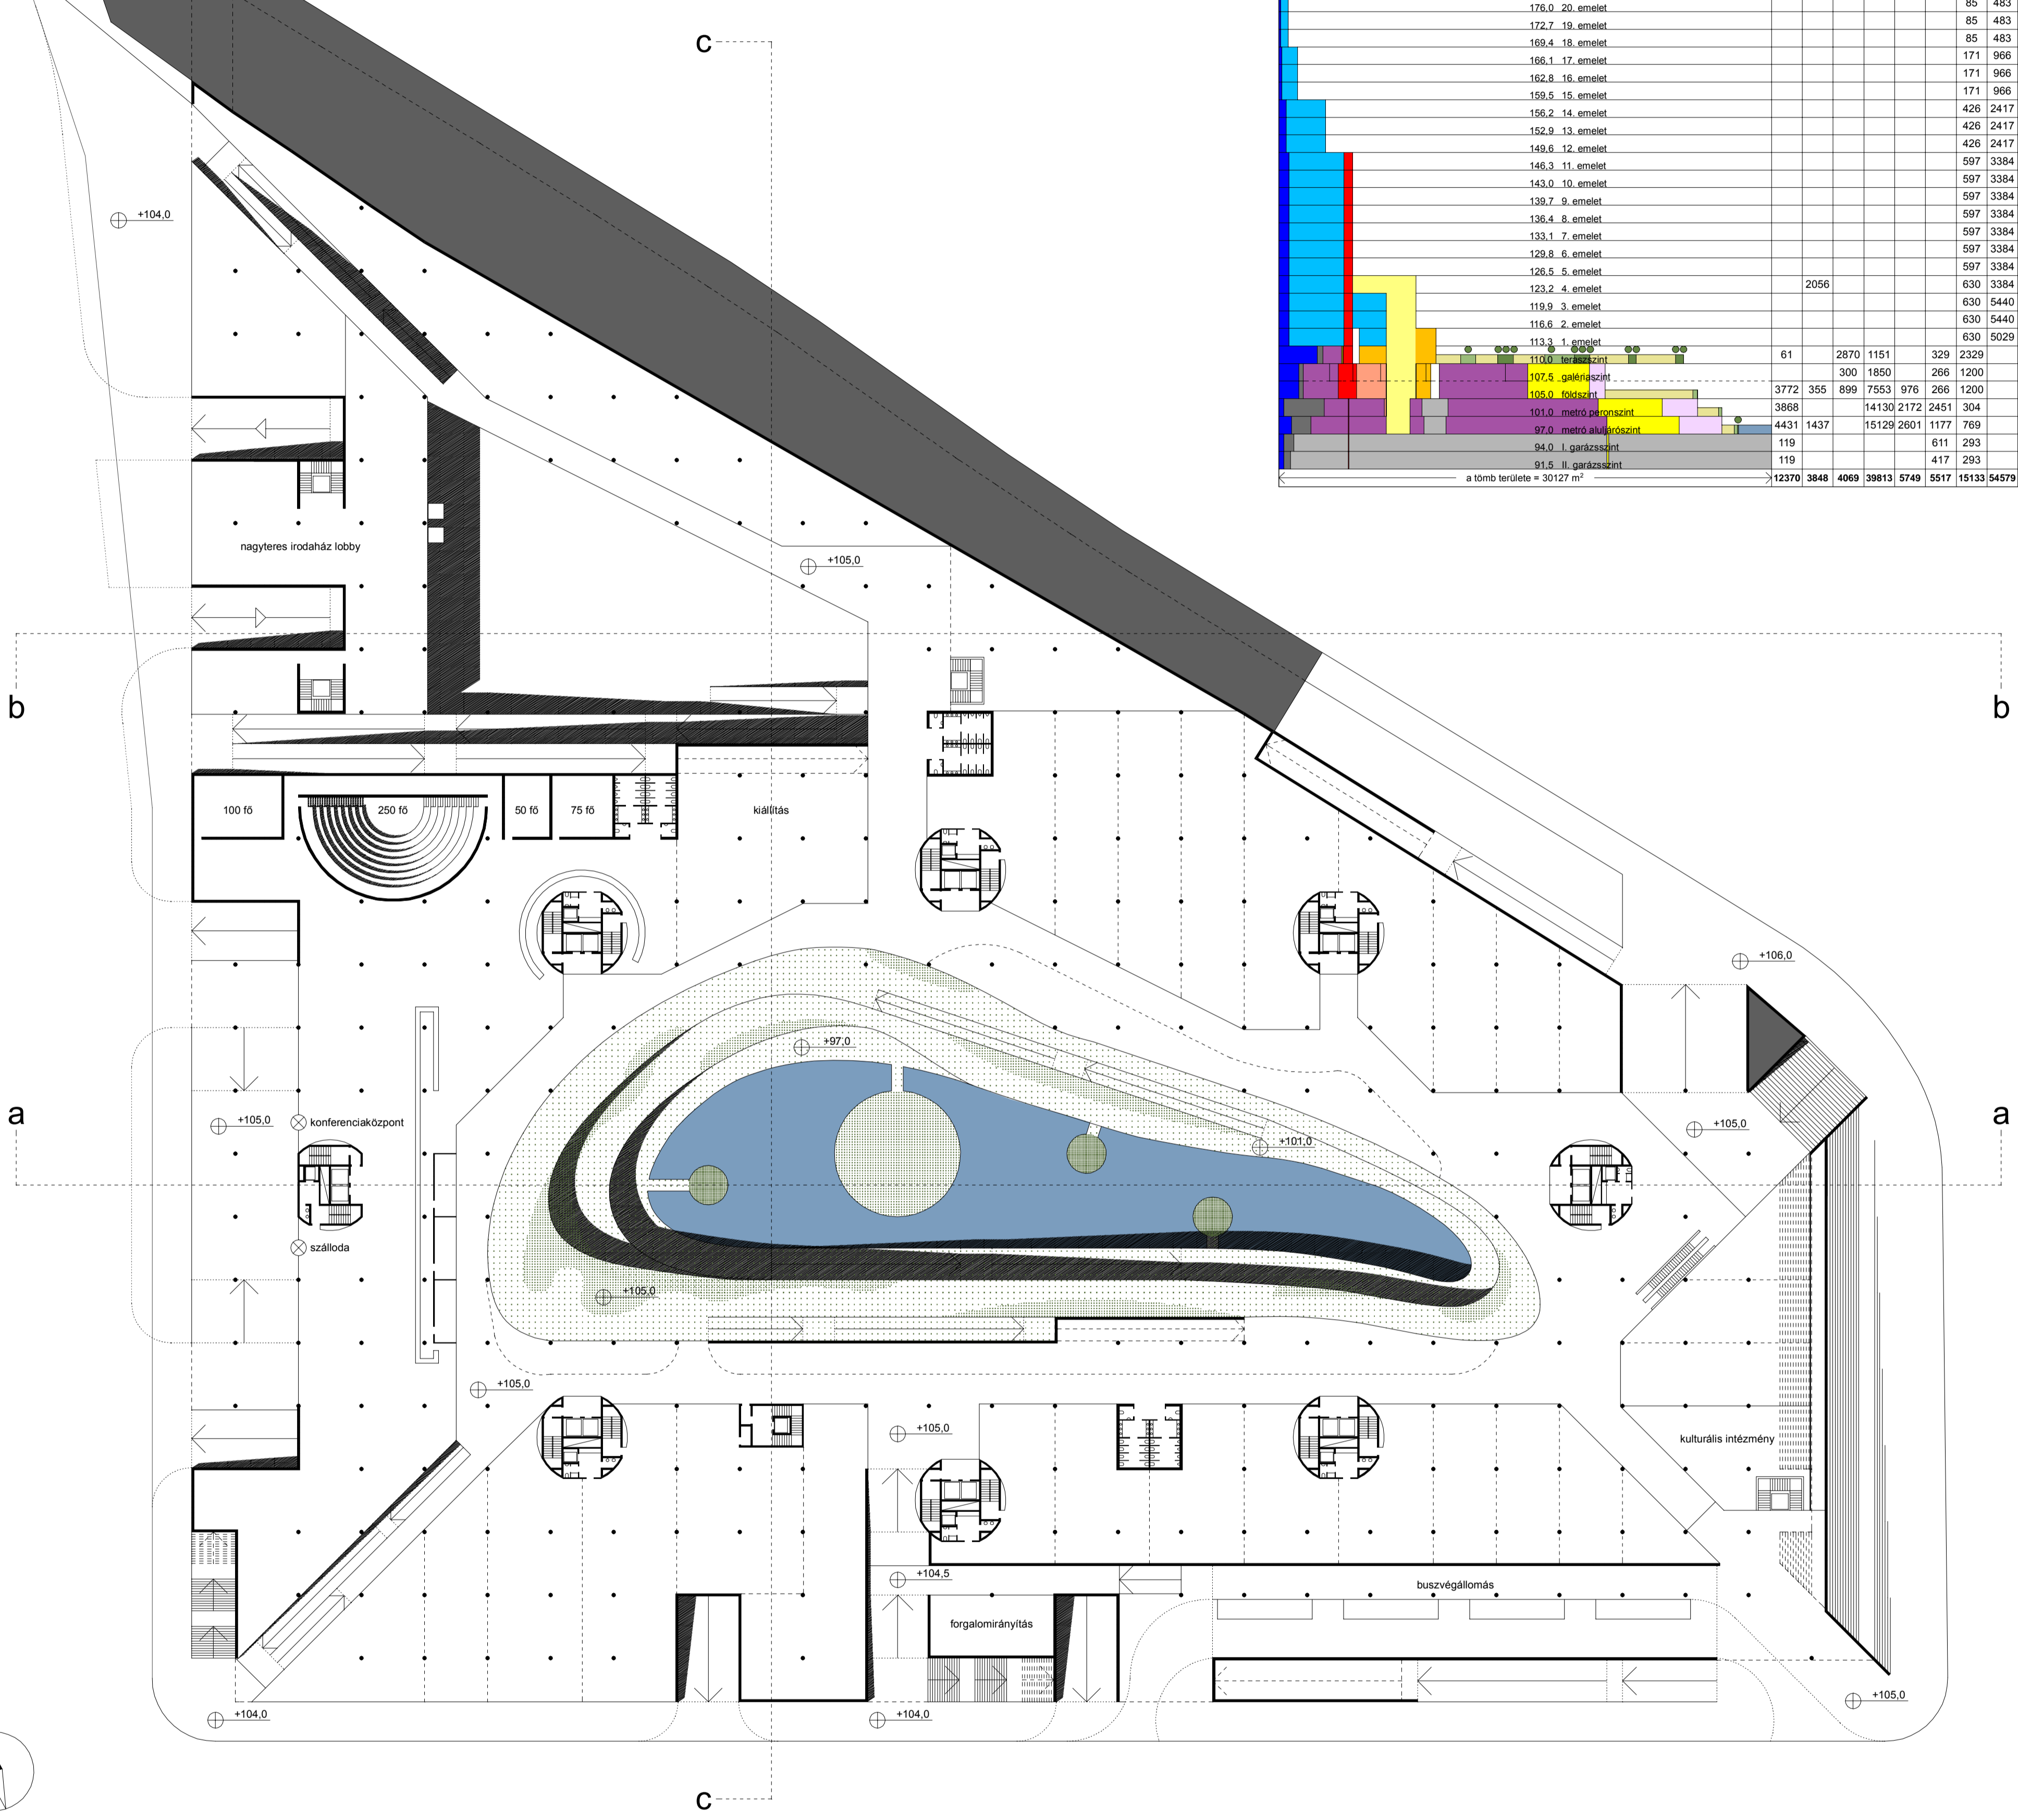 176,0 20. emelet 85 483
172,7 19. emelet 85 483
169,4 18. emelet 85 483
166,1 17. emelet 171 966
162,8 16. emelet 171 966
159,5 15. emelet 171 966
156,2 14. emelet 426 2417
152,9 13. emelet 426 2417
149,6 12. emelet 426 2417
146,3 11. emelet 597 3384
143,0 10. emelet 597 3384
139,7 9. emelet 597 3384
136,4 8. emelet 597 3384
133,1 7. emelet 597 3384
129,8 6. emelet 597 3384
126,5 5. emelet 597 3384
123,2 4. emelet 2056 630 3384
119,9 3. emelet 630 5440
116,6 2. emelet 630 5440
113,3 1. emelet 630 5029
110,0 teraszszint 61 2870 1151 329 2329
107,5 galériaszint 300 1850 266 1200
105,0 földszint 3772 355 899 7553 976 266 1200
101,0 metró peronszint 3868 14130 2172 2451 304
97,0 metró aluljárószint 4431 1437 15129 2601 1177 769
94,0 I. garázsszint 119 611 293
91,5 II. garázsszint 119 417 293
a tömb területe = 30127 m² 12370 3848 4069 39813 5749 5517 15133 54579
c
+104,0
nagyteres irodaház lobby
+105,0
b
b
100 fő
250 fő
50 fő
75 fő
kiállítás
+106,0
+97,0
a
+105,0
konferenciaközpont
+101,0
+105,0
a
szálloda
+105,0
+105,0
+105,0
kulturális intézmény
+104,5
buszvégállomás
forgalomirányítás
+104,0
+104,0
+105,0
c